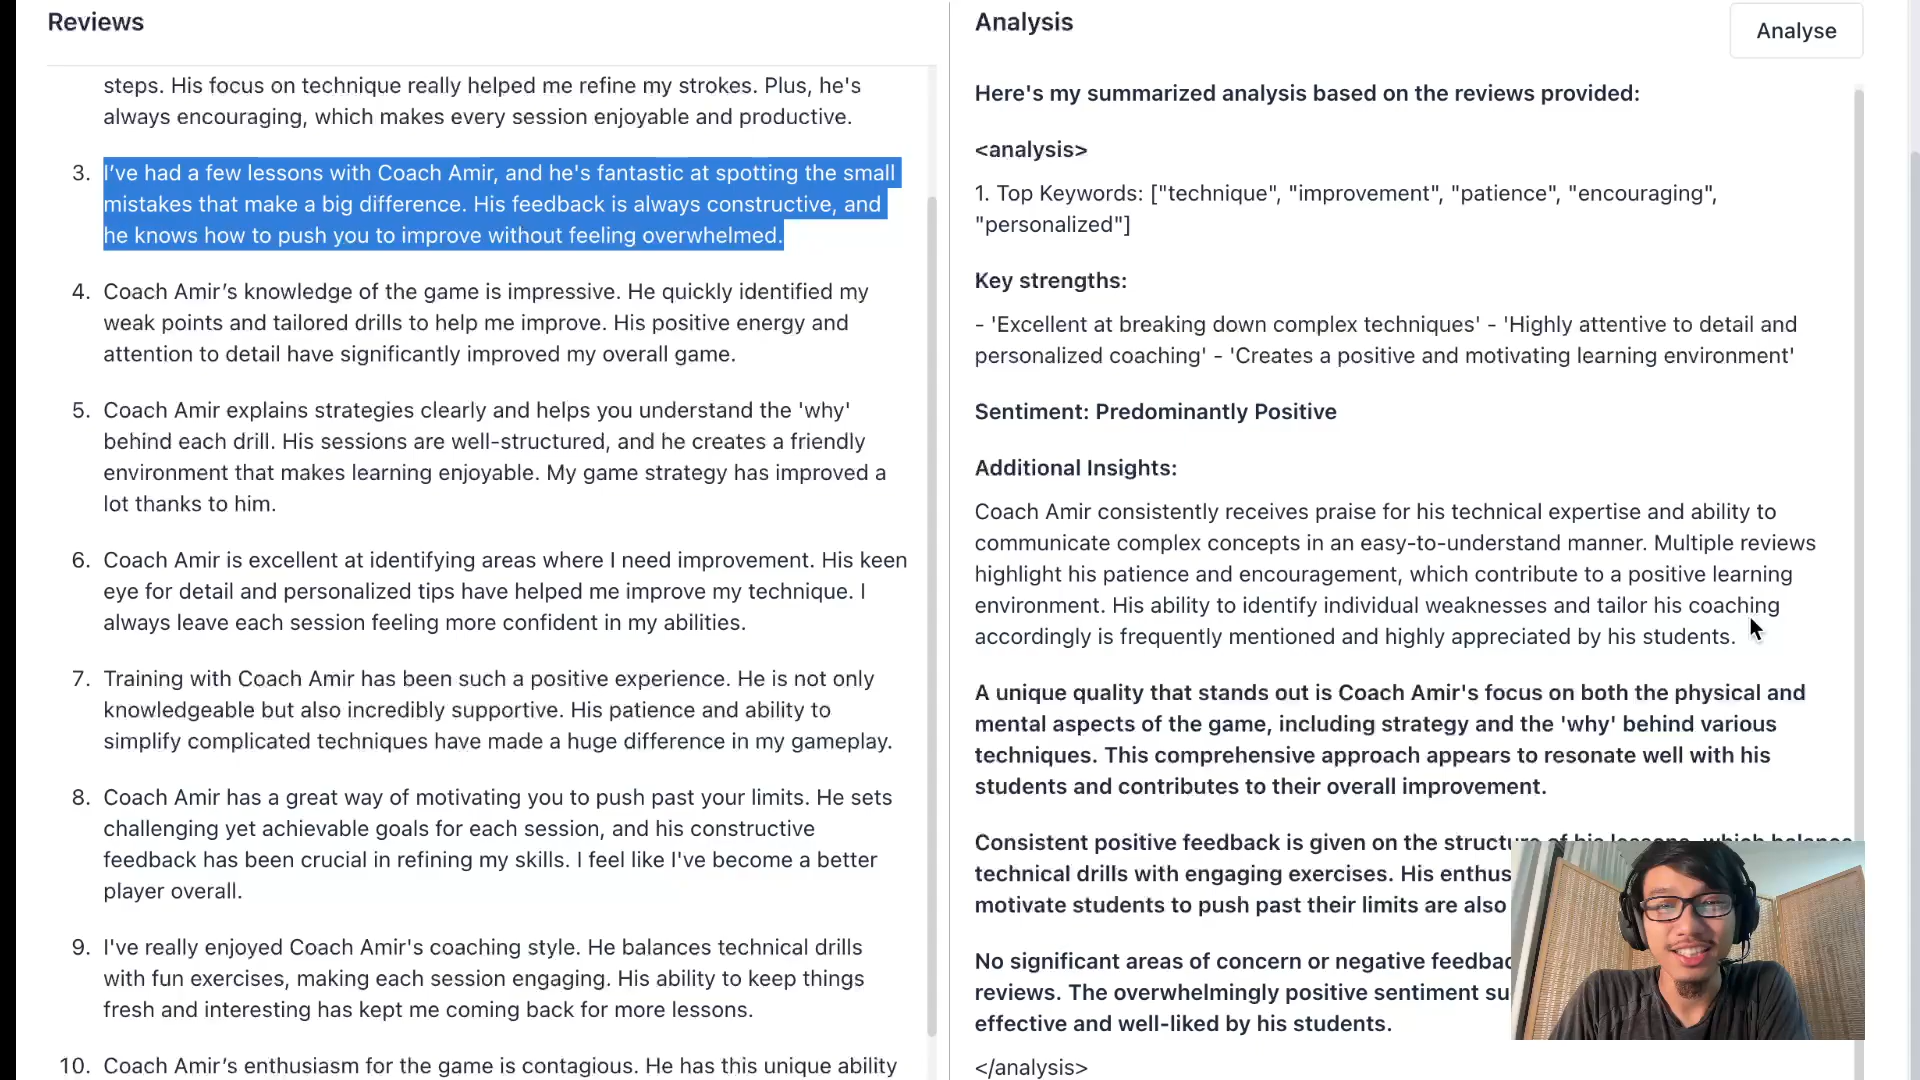 Reviews
steps. His focus on technique really helped me refine my strokes. Plus, he's
always encouraging, which makes every session enjoyable and productive.
3. I've had a few lessons with Coach Amir, and he's fantastic at spotting the small
mistakes that make a big difference. His feedback is always constructive, and
he knows how to push you to improve without feeling overwhelmed.
4. Coach Amir’s knowledge of the game is impressive. He quickly identified my
weak points and tailored drills to help me improve. His positive energy and
attention to detail have significantly improved my overall game.
5. Coach Amir explains strategies clearly and helps you understand the 'why'
behind each drill. His sessions are well-structured, and he creates a friendly
environment that makes learning enjoyable. My game strategy has improved a
lot thanks to him.
6. Coach Amir is excellent at identifying areas where I need improvement. His keen
eye for detail and personalized tips have helped me improve my technique. I
always leave each session feeling more confident in my abilities.
7. Training with Coach Amir has been such a positive experience. He is not only
knowledgeable but also incredibly supportive. His patience and ability to
simplify complicated techniques have made a huge difference in my gameplay.
8. Coach Amir has a great way of motivating you to push past your limits. He sets
challenging yet achievable goals for each session, and his constructive
feedback has been crucial in refining my skills. I feel like I've become a better
player overall.
9. I've really enjoyed Coach Amir's coaching style. He balances technical drills
with fun exercises, making each session engaging. His ability to keep things
fresh and interesting has kept me coming back for more lessons.
10. Coach Amir’s enthusiasm for the game is contagious. He has this unique ability
Analysis
Analyse
Here's my summarized analysis based on the reviews provided:
<analysis>
1. Top Keywords: ["technique", "improvement", "patience", "encouraging",
"personalized"]
Key strengths:
- 'Excellent at breaking down complex techniques' - 'Highly attentive to detail and
personalized coaching' - 'Creates a positive and motivating learning environment'
Sentiment: Predominantly Positive
Additional Insights:
Coach Amir consistently receives praise for his technical expertise and ability to
communicate complex concepts in an easy-to-understand manner. Multiple reviews
highlight his patience and encouragement, which contribute to a positive learning
environment. His ability to identify individual weaknesses and tailor his coaching
accordingly is frequently mentioned and highly appreciated by his students.
A unique quality that stands out is Coach Amir's focus on both the physical and
mental aspects of the game, including strategy and the 'why' behind various
techniques. This comprehensive approach appears to resonate well with his
students and contributes to their overall improvement.
Consistent positive feedback is given on the structure of his lessons, which balance
technical drills with engaging exercises. His enthus
motivate students to push past their limits are also
No significant areas of concern or negative feedbac
reviews. The overwhelmingly positive sentiment su
effective and well-liked by his students.
</analysis>